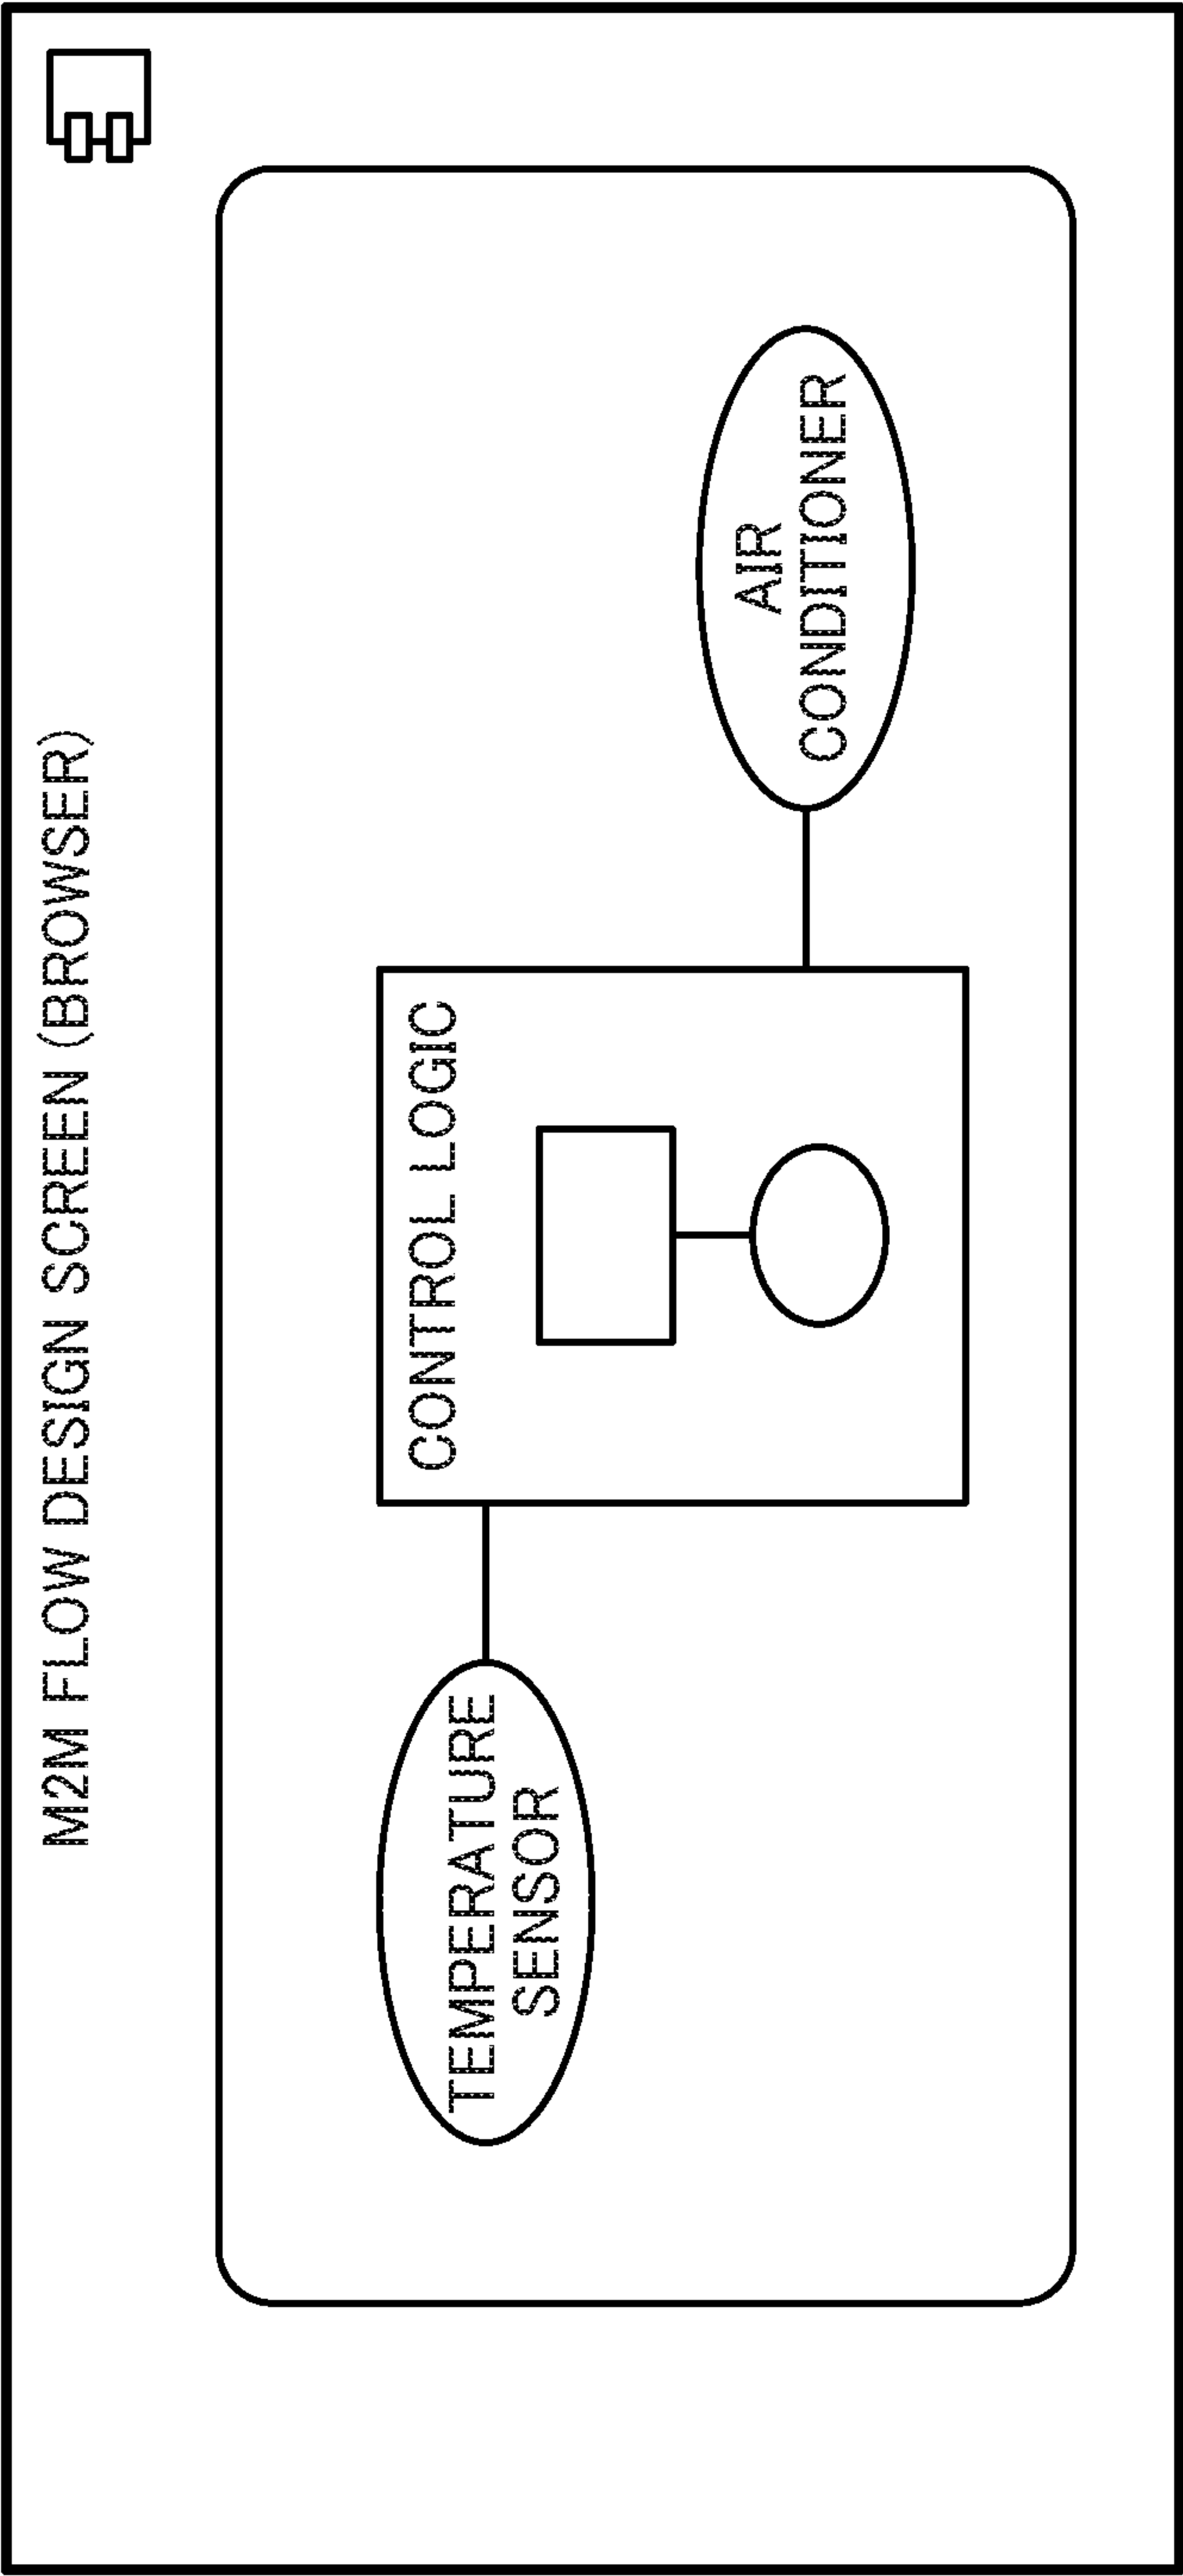 M2M FLOW DESIGN SCREEN (BROWSER)
TEMPERATURE
SENSOR
CONTROL LOGIC
AIR
CONDITIONER